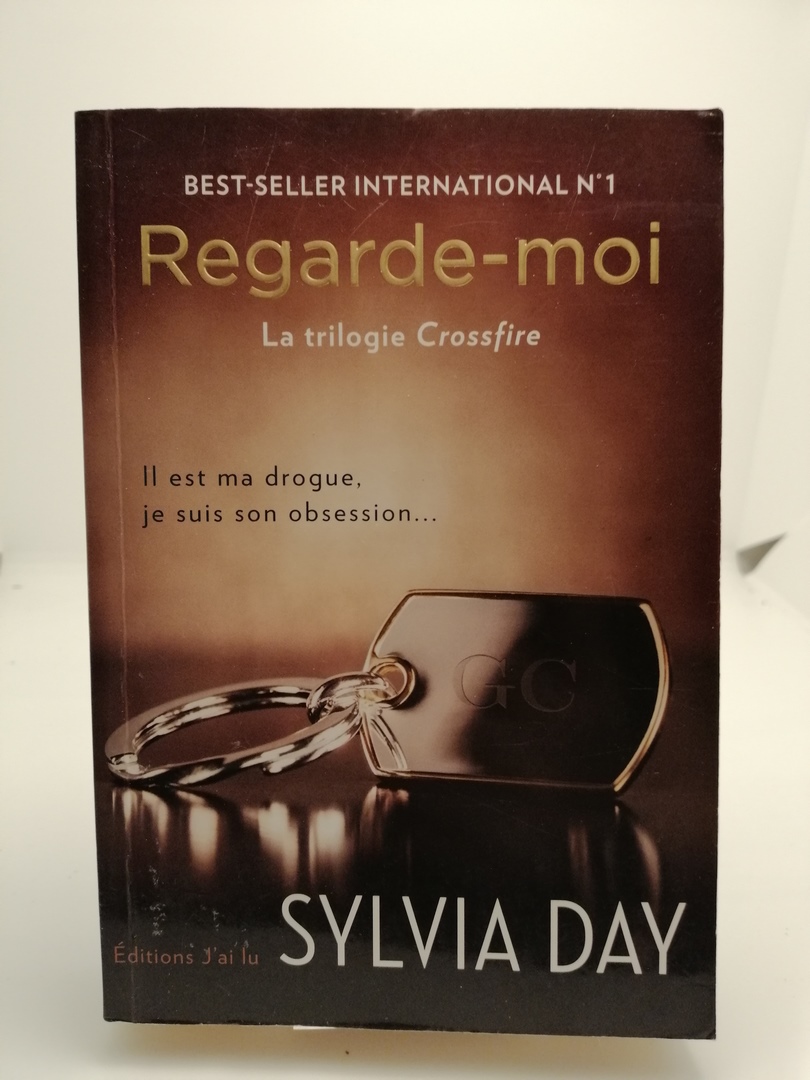 BEST-SELLER INTERNATIONAL N°1
Regarde-moi
La trilogie Crossfire
Il est ma drogue,
je suis son obsession...
GC
Éditions J'ai lu
SYLVIA DAY